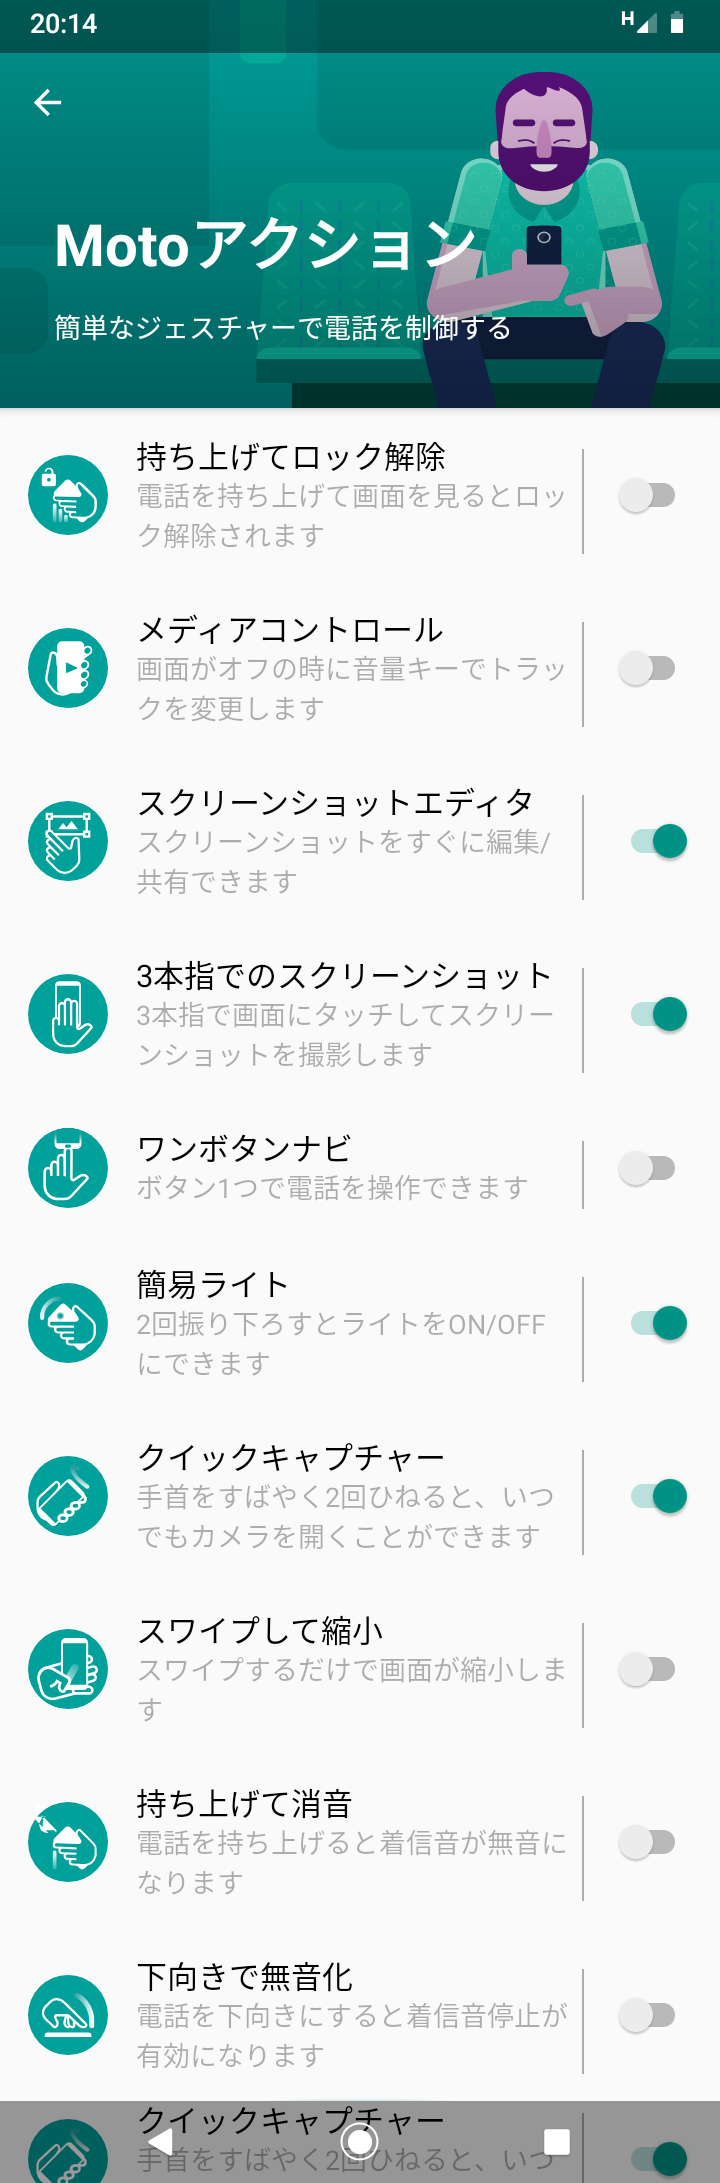 20:14
H
Motoアクション
簡単なジェスチャーで電話を制御する
持ち上げてロック解除
電話を持ち上げて画面を見るとロッ
ク解除されます
メディアコントロール
画面がオフの時に音量キーでトラッ
クを変更します
スクリーンショットエディタ
スクリーンショットをすぐに編集/
共有できます
3本指でのスクリーンショット
3本指で画面にタッチしてスクリー
ンショットを撮影します
ワンボタンナビ
ボタン1つで電話を操作できます
簡易ライト
2回振り下ろすとライトをON/OFF
にできます
クイックキャプチャー
手首をすばやく2回ひねると、いつ
でもカメラを開くことができます
スワイプして縮小
スワイプするだけで画面が縮小しま
す
持ち上げて消音
電話を持ち上げると着信音が無音に
なります
下向きで無音化
電話を下向きにすると着信音停止が
有効になります
クイックキャプチャー
手首をすばやく2回ひねると、いつ